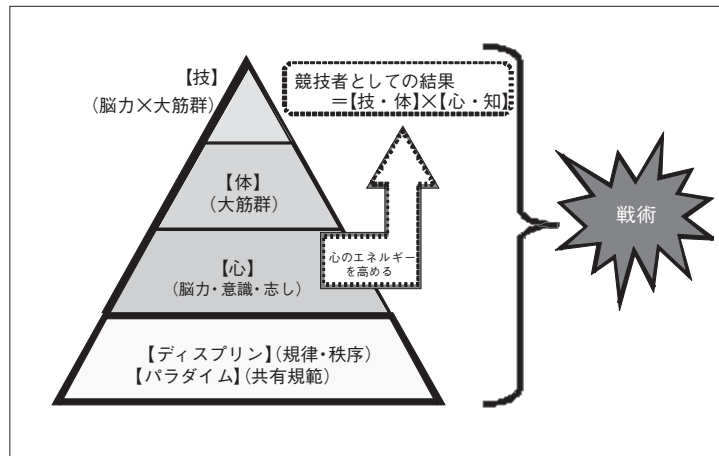 【技】
（脳力×大筋群）
競技者としての結果
＝【技・体】×【心・知】
【体】
（大筋群）
【心】
（脳力・意識・志し）
心のエネルギー
を高める
【ディスプリン】（規律・秩序）
【パラダイム】（共有規範）
戦術